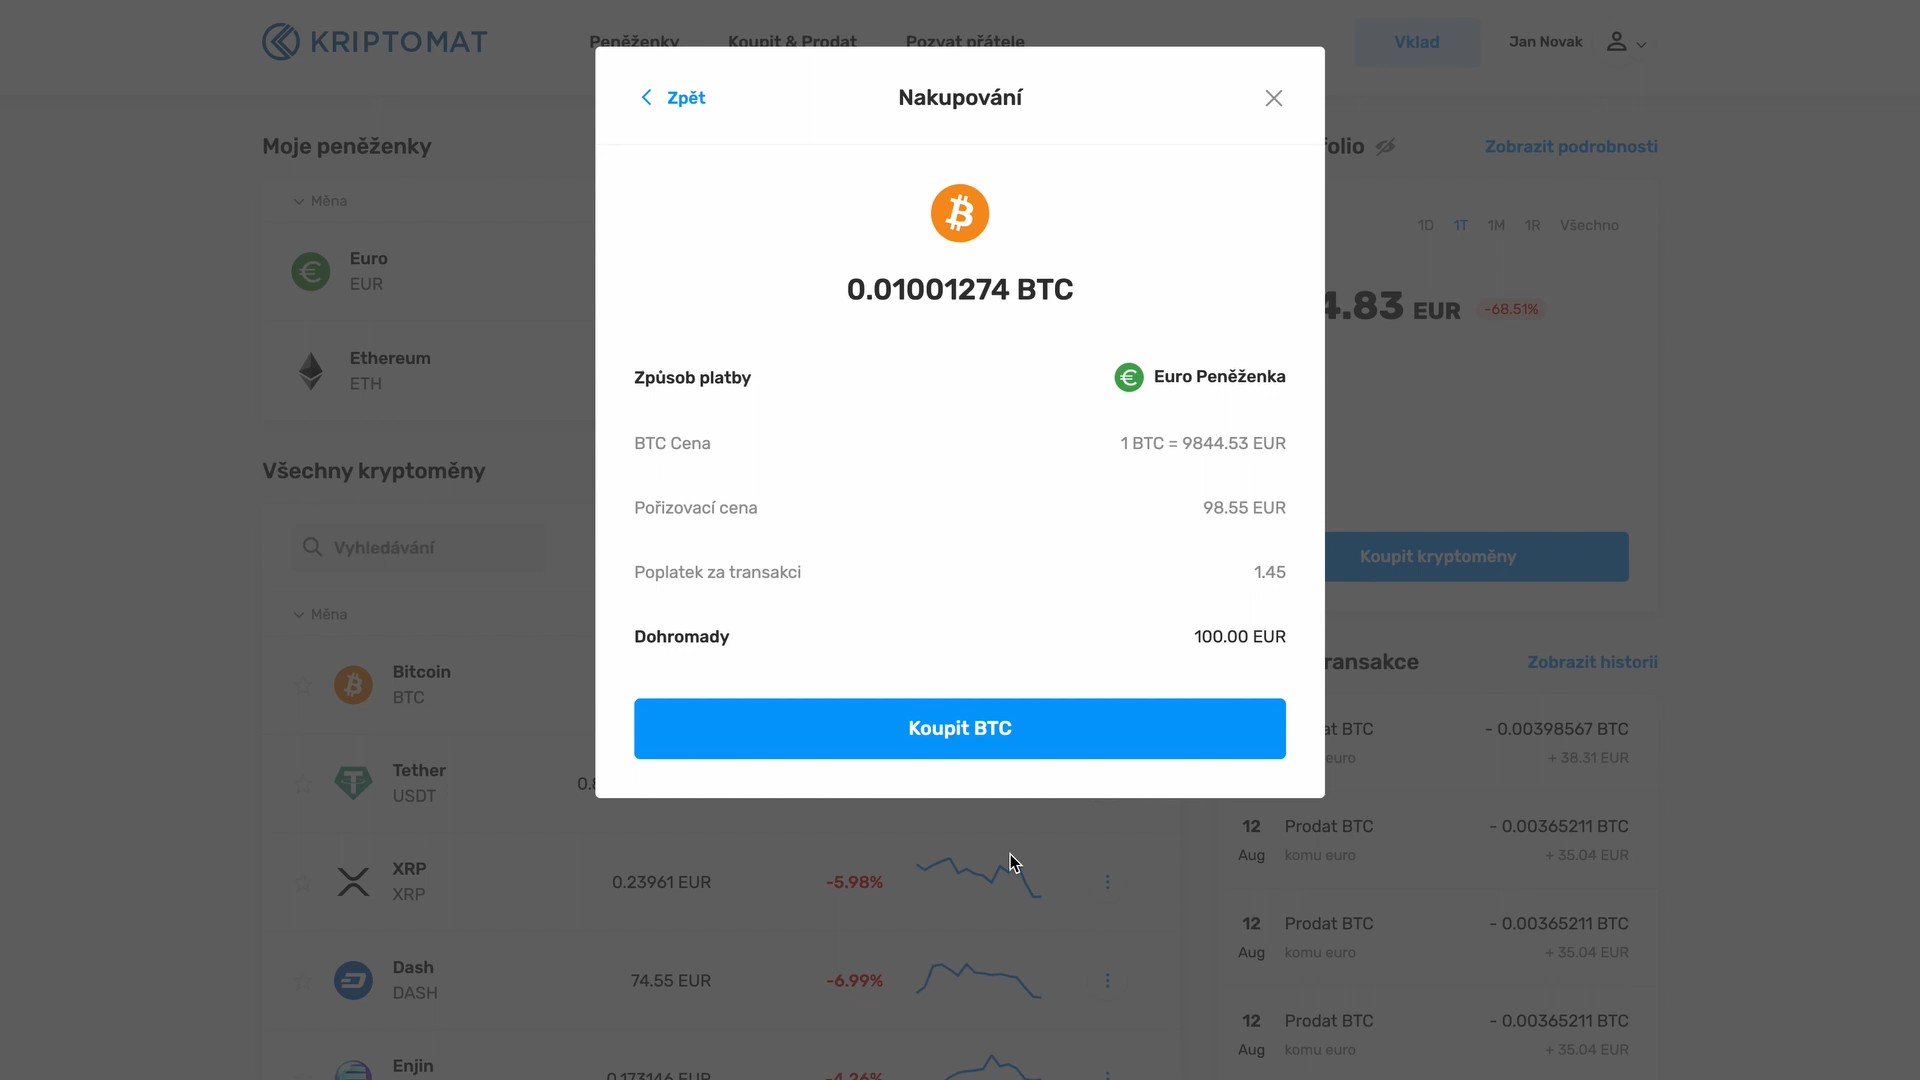 KRIPTOMAT
Peněženky
Koupit & Prodat
Pozvat přátele
Vklad
Jan Novak
Zpět
Nakupování
0.01001274 BTC
Způsob platby
Euro Peněženka
BTC Cena
1 BTC = 9844.53 EUR
Pořizovací cena
98.55 EUR
Poplatek za transakci
1.45
Dohromady
100.00 EUR
Koupit BTC
Moje peněženky
Měna
Euro
EUR
Ethereum
ETH
Všechny kryptoměny
Vyhledávání
Měna
Bitcoin
BTC
Tether
USDT
XRP
XRP
0.23961 EUR
-5.98%
Dash
DASH
74.55 EUR
-6.99%
Enjin
0.173146 EUR
-4.26%
folio
Zobrazit podrobnosti
1D 1T 1M 1R Všechno
4.83 EUR
-68.51%
Koupit kryptoměny
ransakce
Zobrazit historii
at BTC
- 0.00398567 BTC
euro
+ 38.31 EUR
12 Prodat BTC
- 0.00365211 BTC
Aug komu euro
+ 35.04 EUR
12 Prodat BTC
- 0.00365211 BTC
Aug komu euro
+ 35.04 EUR
12 Prodat BTC
- 0.00365211 BTC
Aug komu euro
+ 35.04 EUR